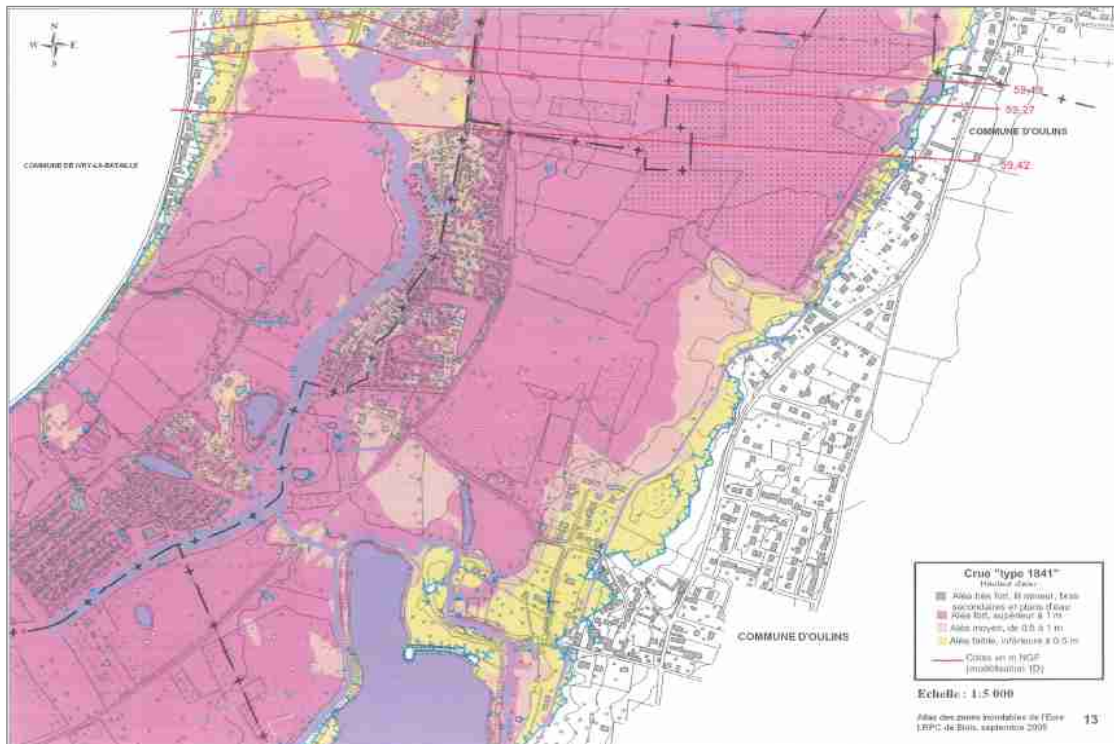 N
W E
S
COMMUNE DE IVRY-LA-BATAILLE
59.27
COMMUNE D'OULINS
59.42
COMMUNE D'OULINS
Crue "type 1841"
Hauteur d'eau
Aléa très fort, lit mineur, bras
secondaires et plans d'eau
Aléa fort, supérieur à 1 m
Aléa moyen, de 0.5 à 1 m
Aléa faible, inférieure à 0.5 m
Cotes en m NGF
(modélisation 1D)
Echelle : 1:5 000
Atlas des zones inondables de l'Eure
LRPC de Blois, septembre
13